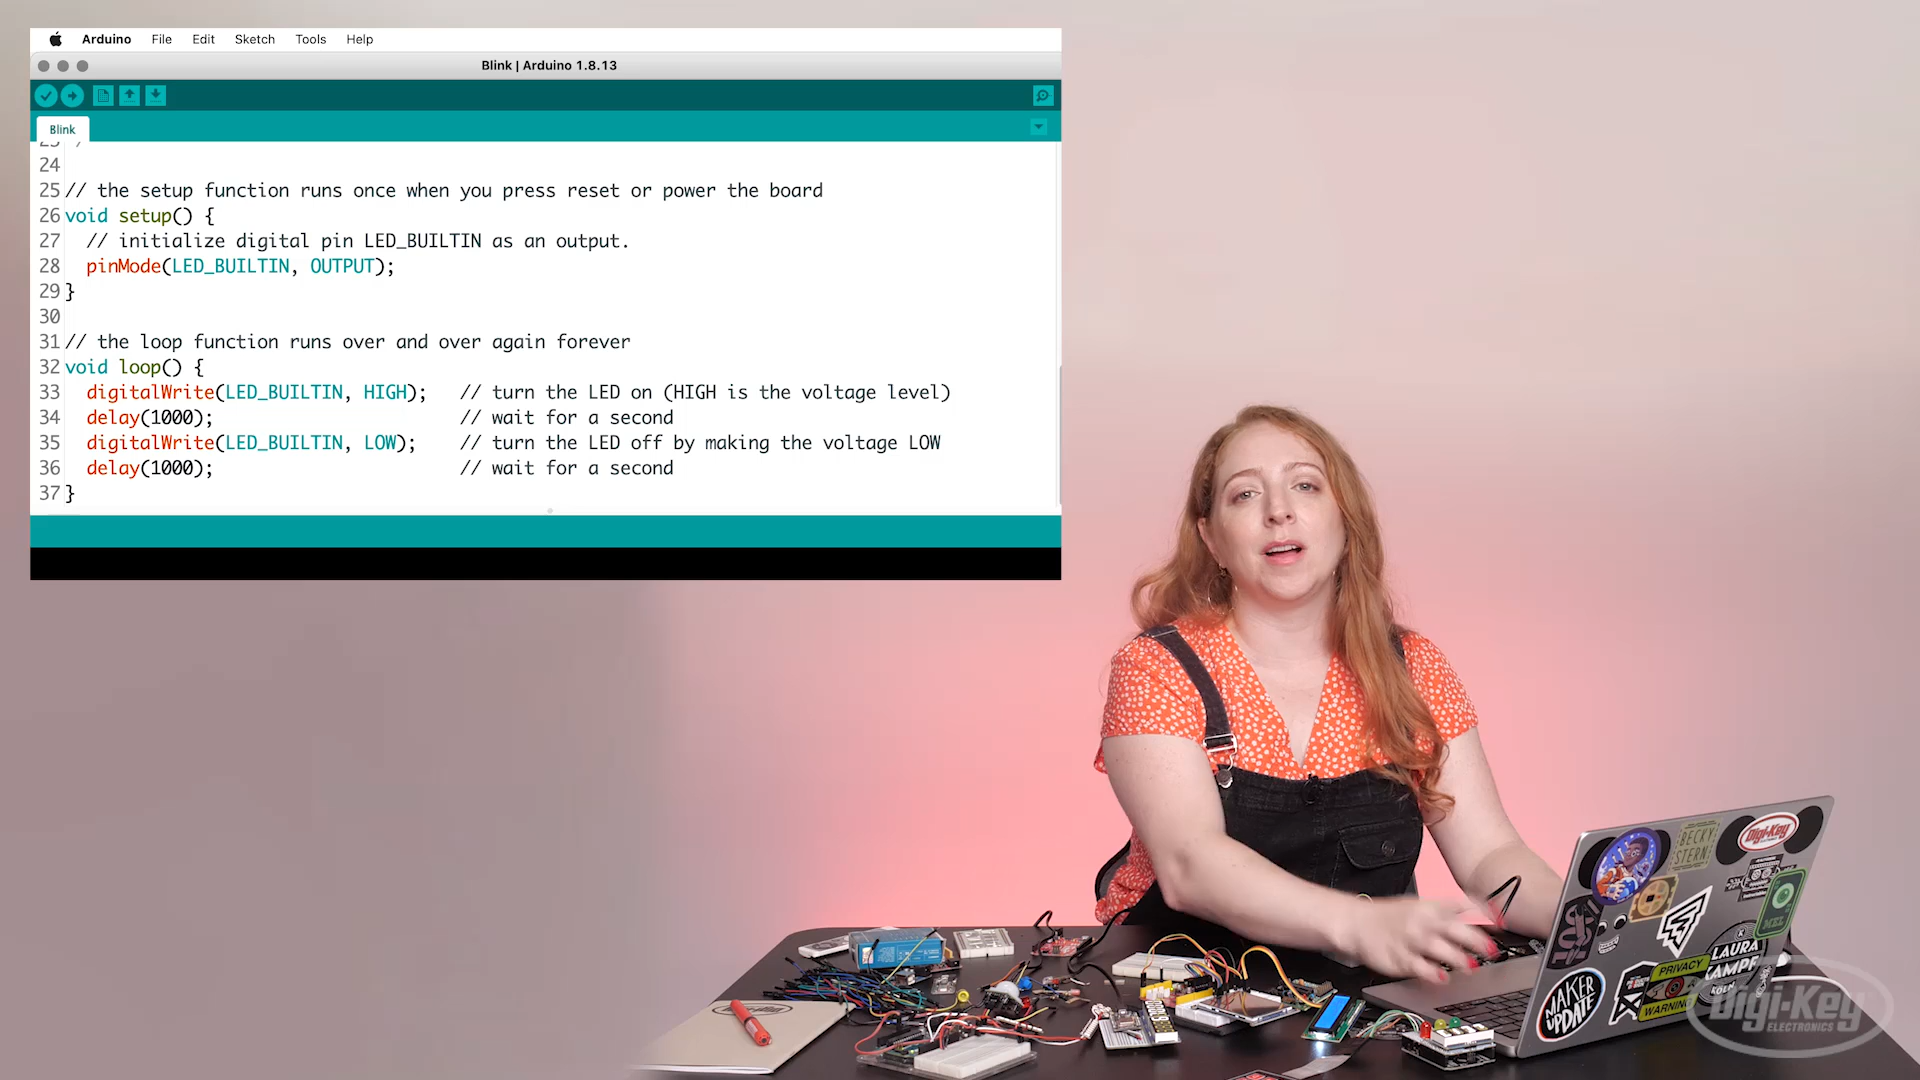 Arduino File Edit Sketch Tools Help
Blink | Arduino 1.8.13
Blink
24
25 // the setup function runs once when you press reset or power the board
26 void setup() {
27 // initialize digital pin LED_BUILTIN as an output.
28 pinMode(LED_BUILTIN, OUTPUT);
29 }
30
31 // the loop function runs over and over again forever
32 void loop() {
33 digitalWrite(LED_BUILTIN, HIGH); // turn the LED on (HIGH is the voltage level)
34 delay(1000); // wait for a second
35 digitalWrite(LED_BUILTIN, LOW); // turn the LED off by making the voltage LOW
36 delay(1000); // wait for a second
37 }
Digi-Key
BECKY
STERN
MEL
LAURA
KAMPF
KOELN
PRIVACY
WARNING
MAKER
UPDATE
Digi-Key
ELECTRONICS